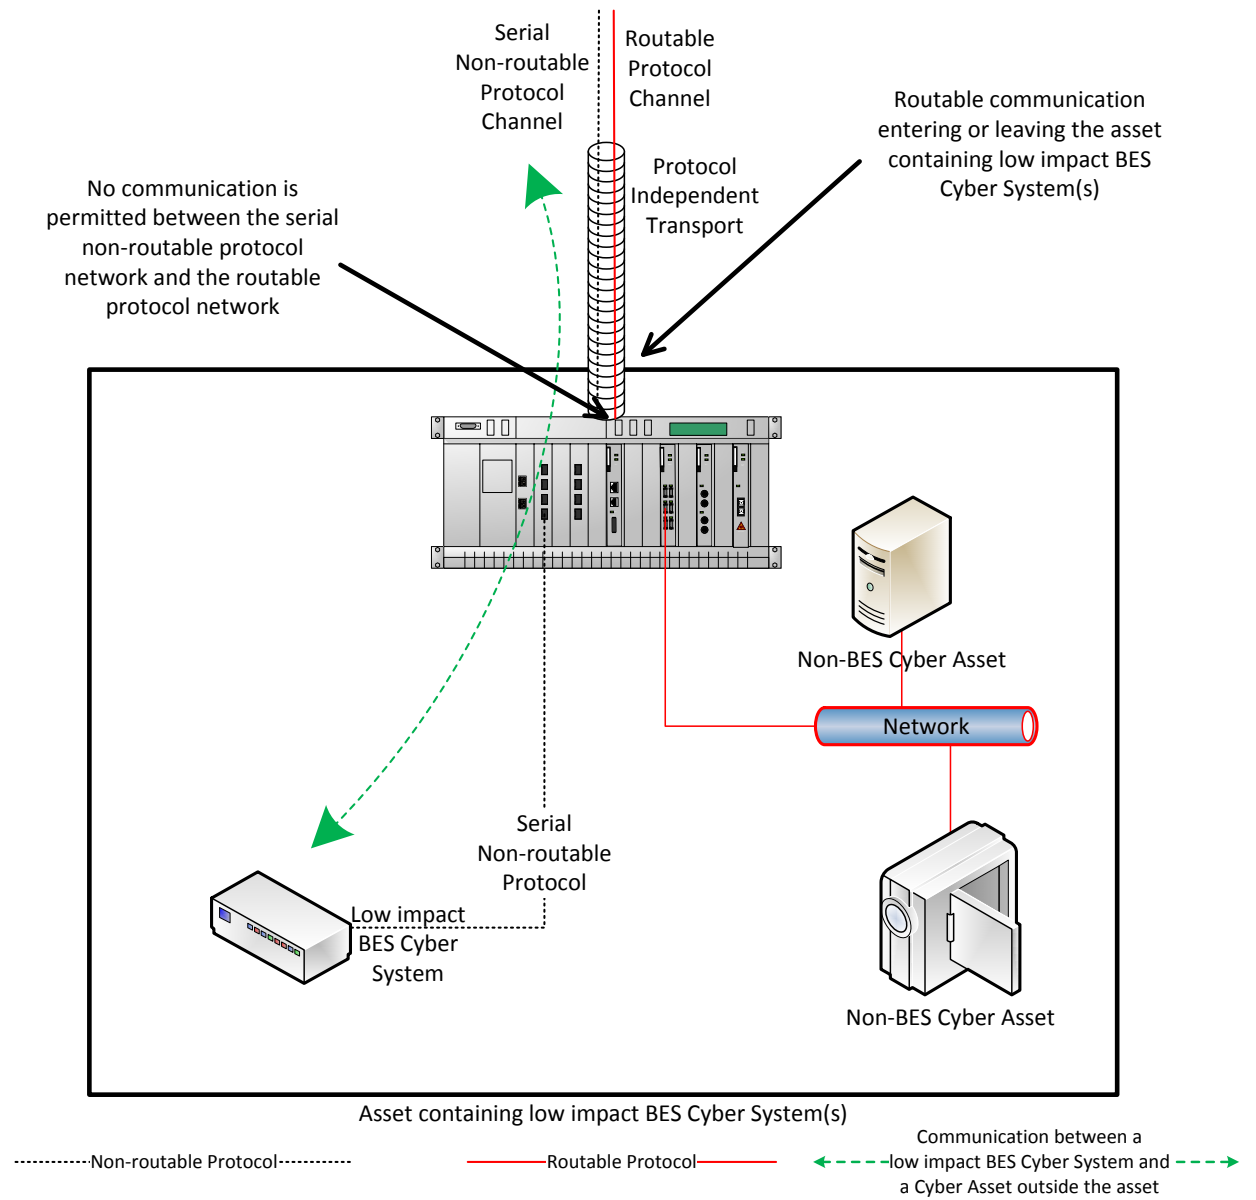 Serial
Non-routable
Protocol
Channel
Routable
Protocol
Channel
Routable communication
entering or leaving the asset
containing low impact BES
Cyber System(s)
Protocol
Independent
Transport
No communication is
permitted between the serial
non-routable protocol
network and the routable
protocol network
Non-BES Cyber Asset
Network
Serial
Non-routable
Protocol
Low impact
BES Cyber
System
Non-BES Cyber Asset
Asset containing low impact BES Cyber System(s)
Non-routable Protocol
Routable Protocol
Communication between a
low impact BES Cyber System and
a Cyber Asset outside the asset